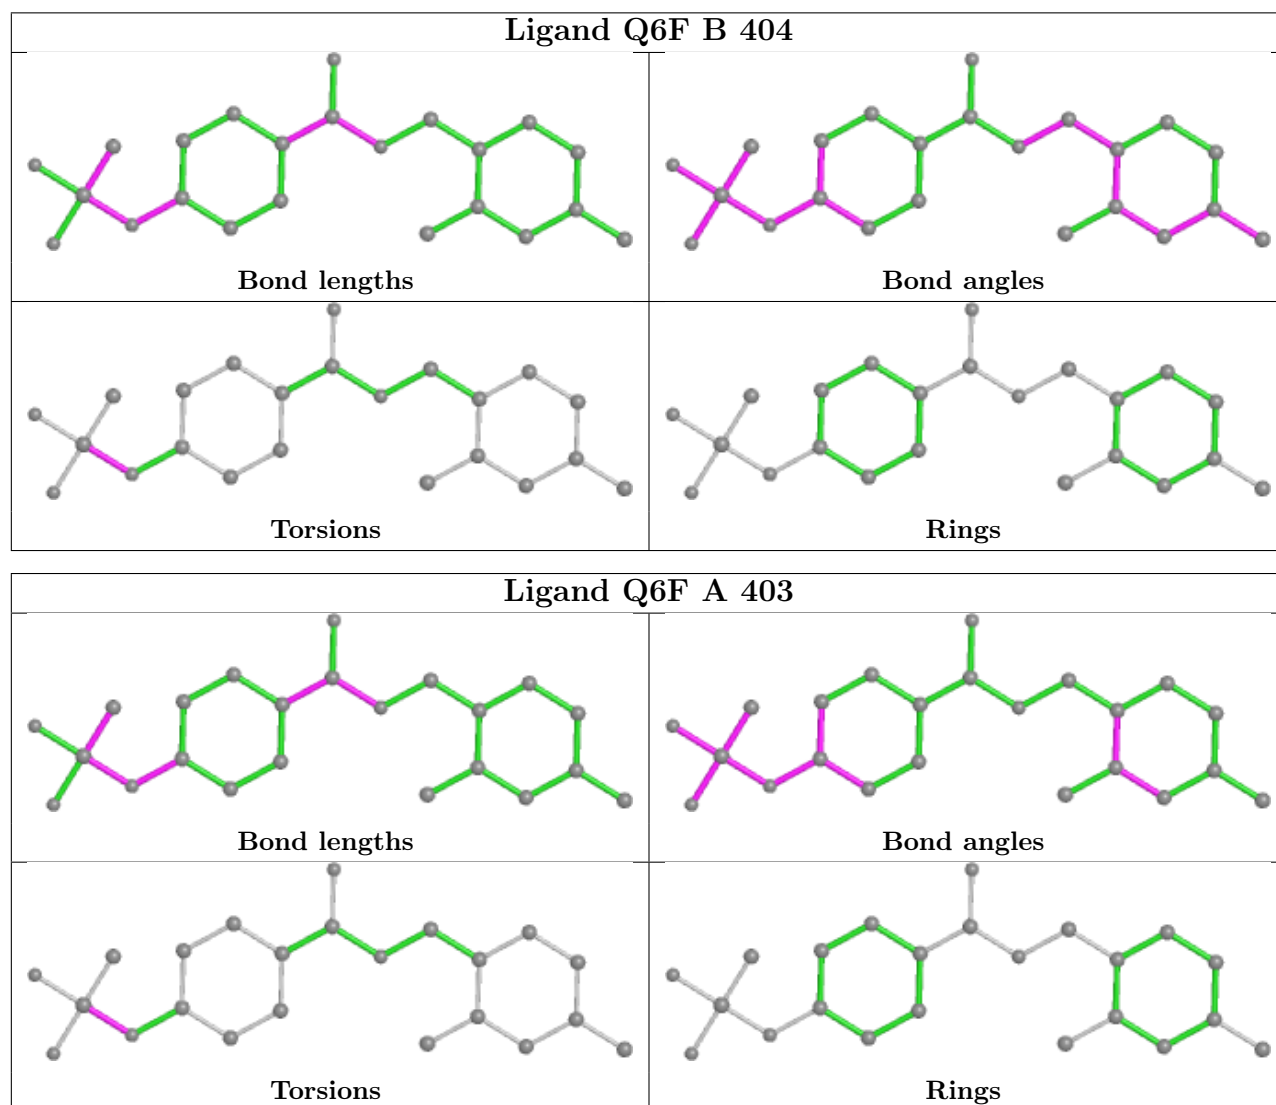 Ligand Q6F B 404
Bond lengths
Bond angles
Torsions
Rings
Ligand Q6F A 403
Bond lengths
Bond angles
Torsions
Rings